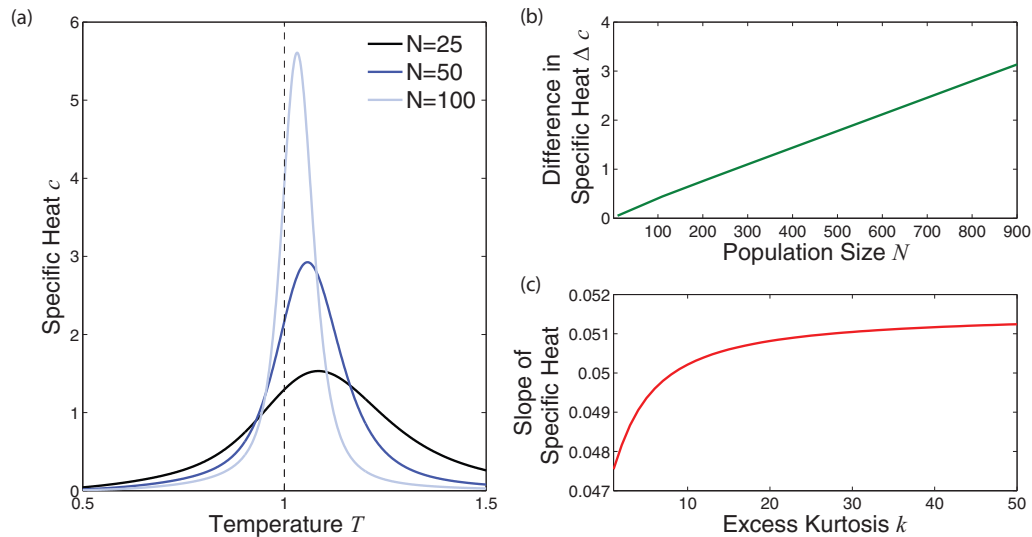 (a)
6
5
4
3
2
1
0
Specific Heat c
N=25
N=50
N=100
0.5
1
1.5
Temperature T
(b)
4
3
2
1
0
Difference in
Specific Heat Δ c
100 200 300 400 500 600 700 800 900
Population Size N
(c)
0.052
0.051
0.05
0.049
0.048
0.047
Slope of
Specific Heat
10 20 30 40 50
Excess Kurtosis k